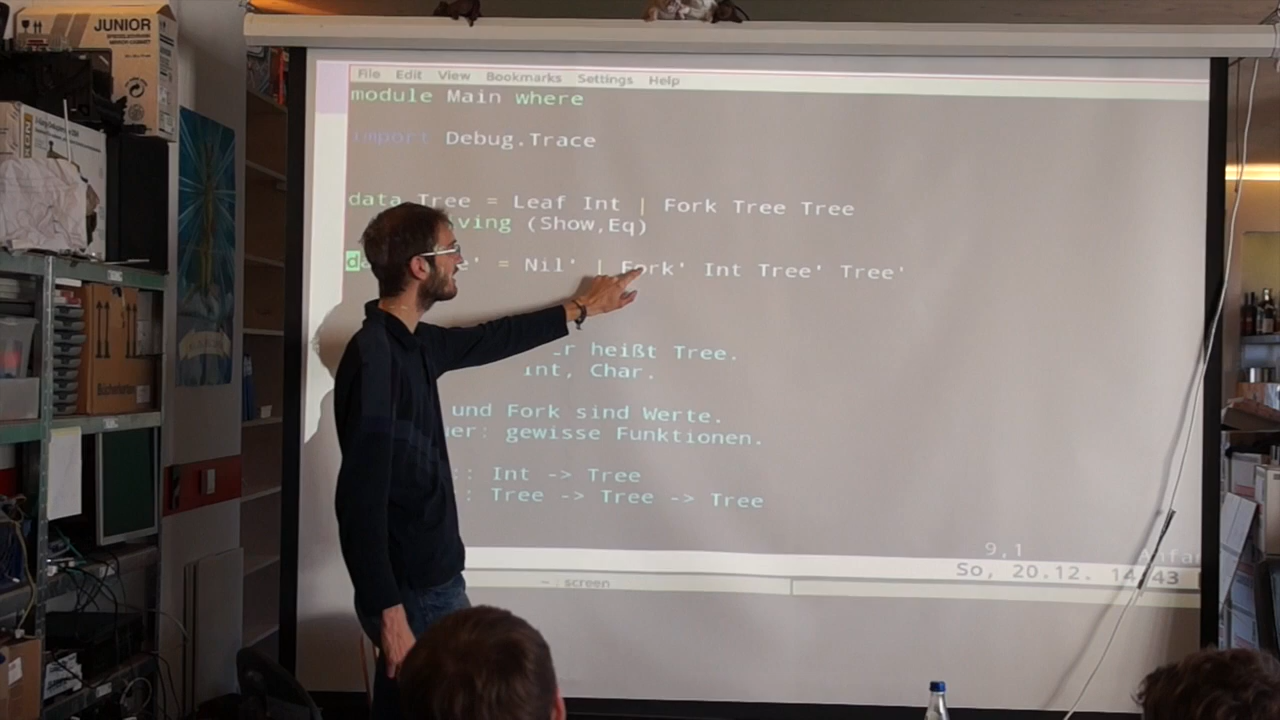 JUNIOR
File Edit View Bookmarks Settings Help
module Main where
import Debug.Trace
data Tree = Leaf Int | Fork Tree Tree
iving (Show,Eq)
d e' = Nil' | Fork' Int Tree' Tree'
r heißt Tree.
Int, Char.
und Fork sind Werte.
er: gewisse Funktionen.
:: Int -> Tree
: Tree -> Tree -> Tree
9,1 Anfa
So, 20.12. 14:43
~ : screen